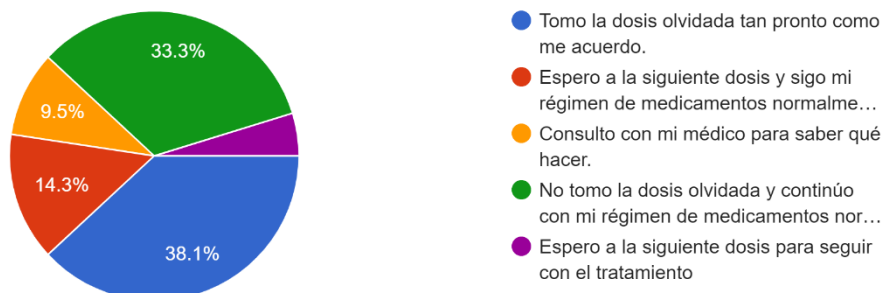 33.3%
9.5%
14.3%
38.1%
Tomo la dosis olvidada tan pronto como
me acuerdo.
Espero a la siguiente dosis y sigo mi
régimen de medicamentos normalme…
Consulto con mi médico para saber qué
hacer.
No tomo la dosis olvidada y continúo
con mi régimen de medicamentos nor…
Espero a la siguiente dosis para seguir
con el tratamiento